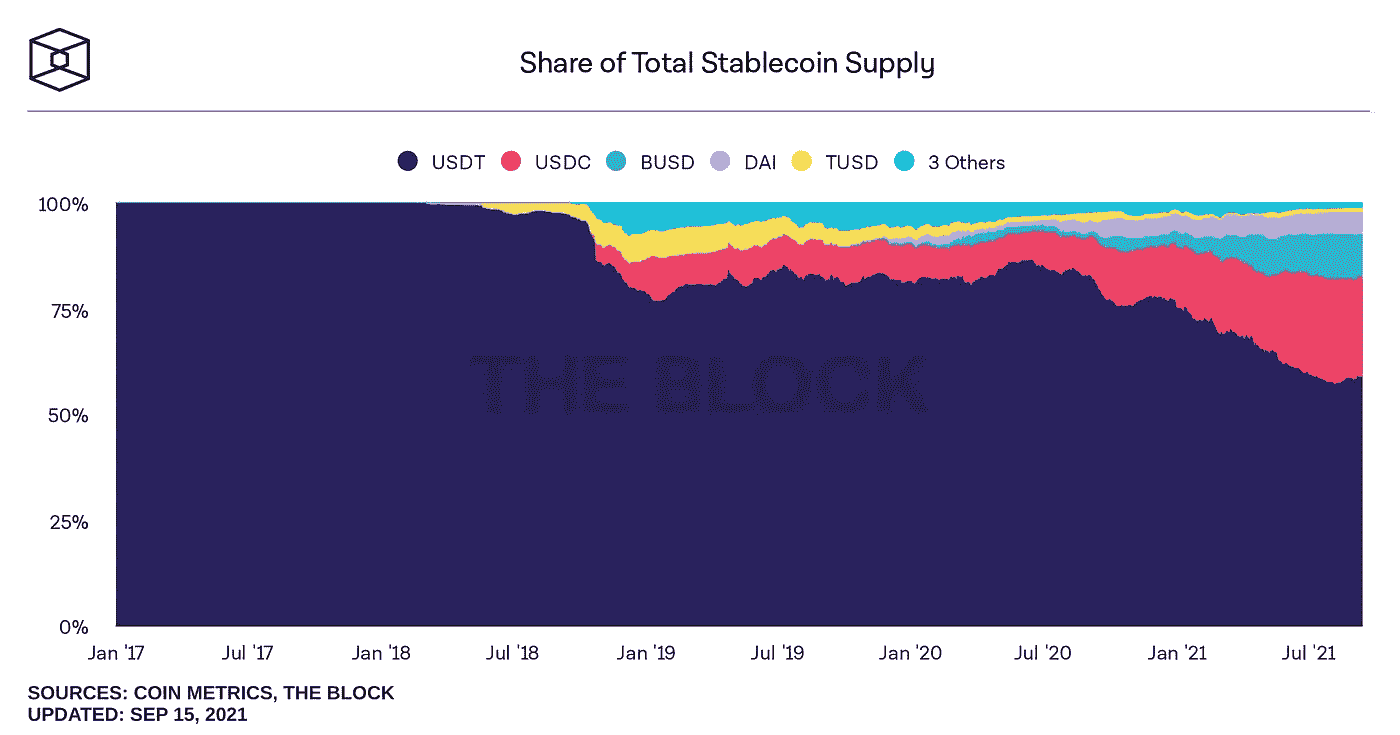 Share of Total Stablecoin Supply
USDT USDC BUSD DAI TUSD 3 Others
100%
75%
THE BLOCK
50%
25%
0%
Jan '17 Jul '17 Jan '18 Jul '18 Jan '19 Jul '19 Jan '20 Jul '20 Jan '21 Jul '21
SOURCES: COIN METRICS, THE BLOCK
UPDATED: SEP 15, 2021